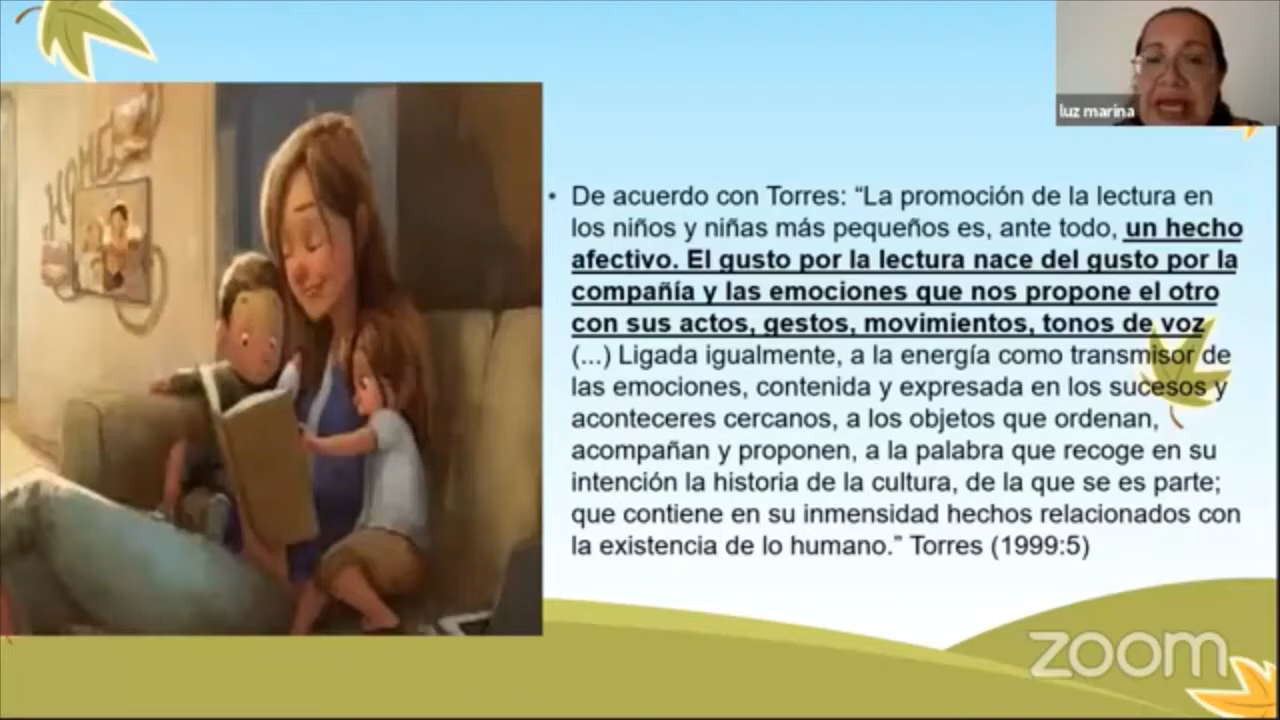 luz marina
HOME
• De acuerdo con Torres: “La promoción de la lectura en
los niños y niñas más pequeños es, ante todo, un hecho
afectivo. El gusto por la lectura nace del gusto por la
compañía y las emociones que nos propone el otro
con sus actos, gestos, movimientos, tonos de voz
(...) Ligada igualmente, a la energía como transmisor de
las emociones, contenida y expresada en los sucesos y
aconteceres cercanos, a los objetos que ordenan,
acompañan y proponen, a la palabra que recoge en su
intención la historia de la cultura, de la que se es parte;
que contiene en su inmensidad hechos relacionados con
la existencia de lo humano.” Torres (1999:5)
zoom